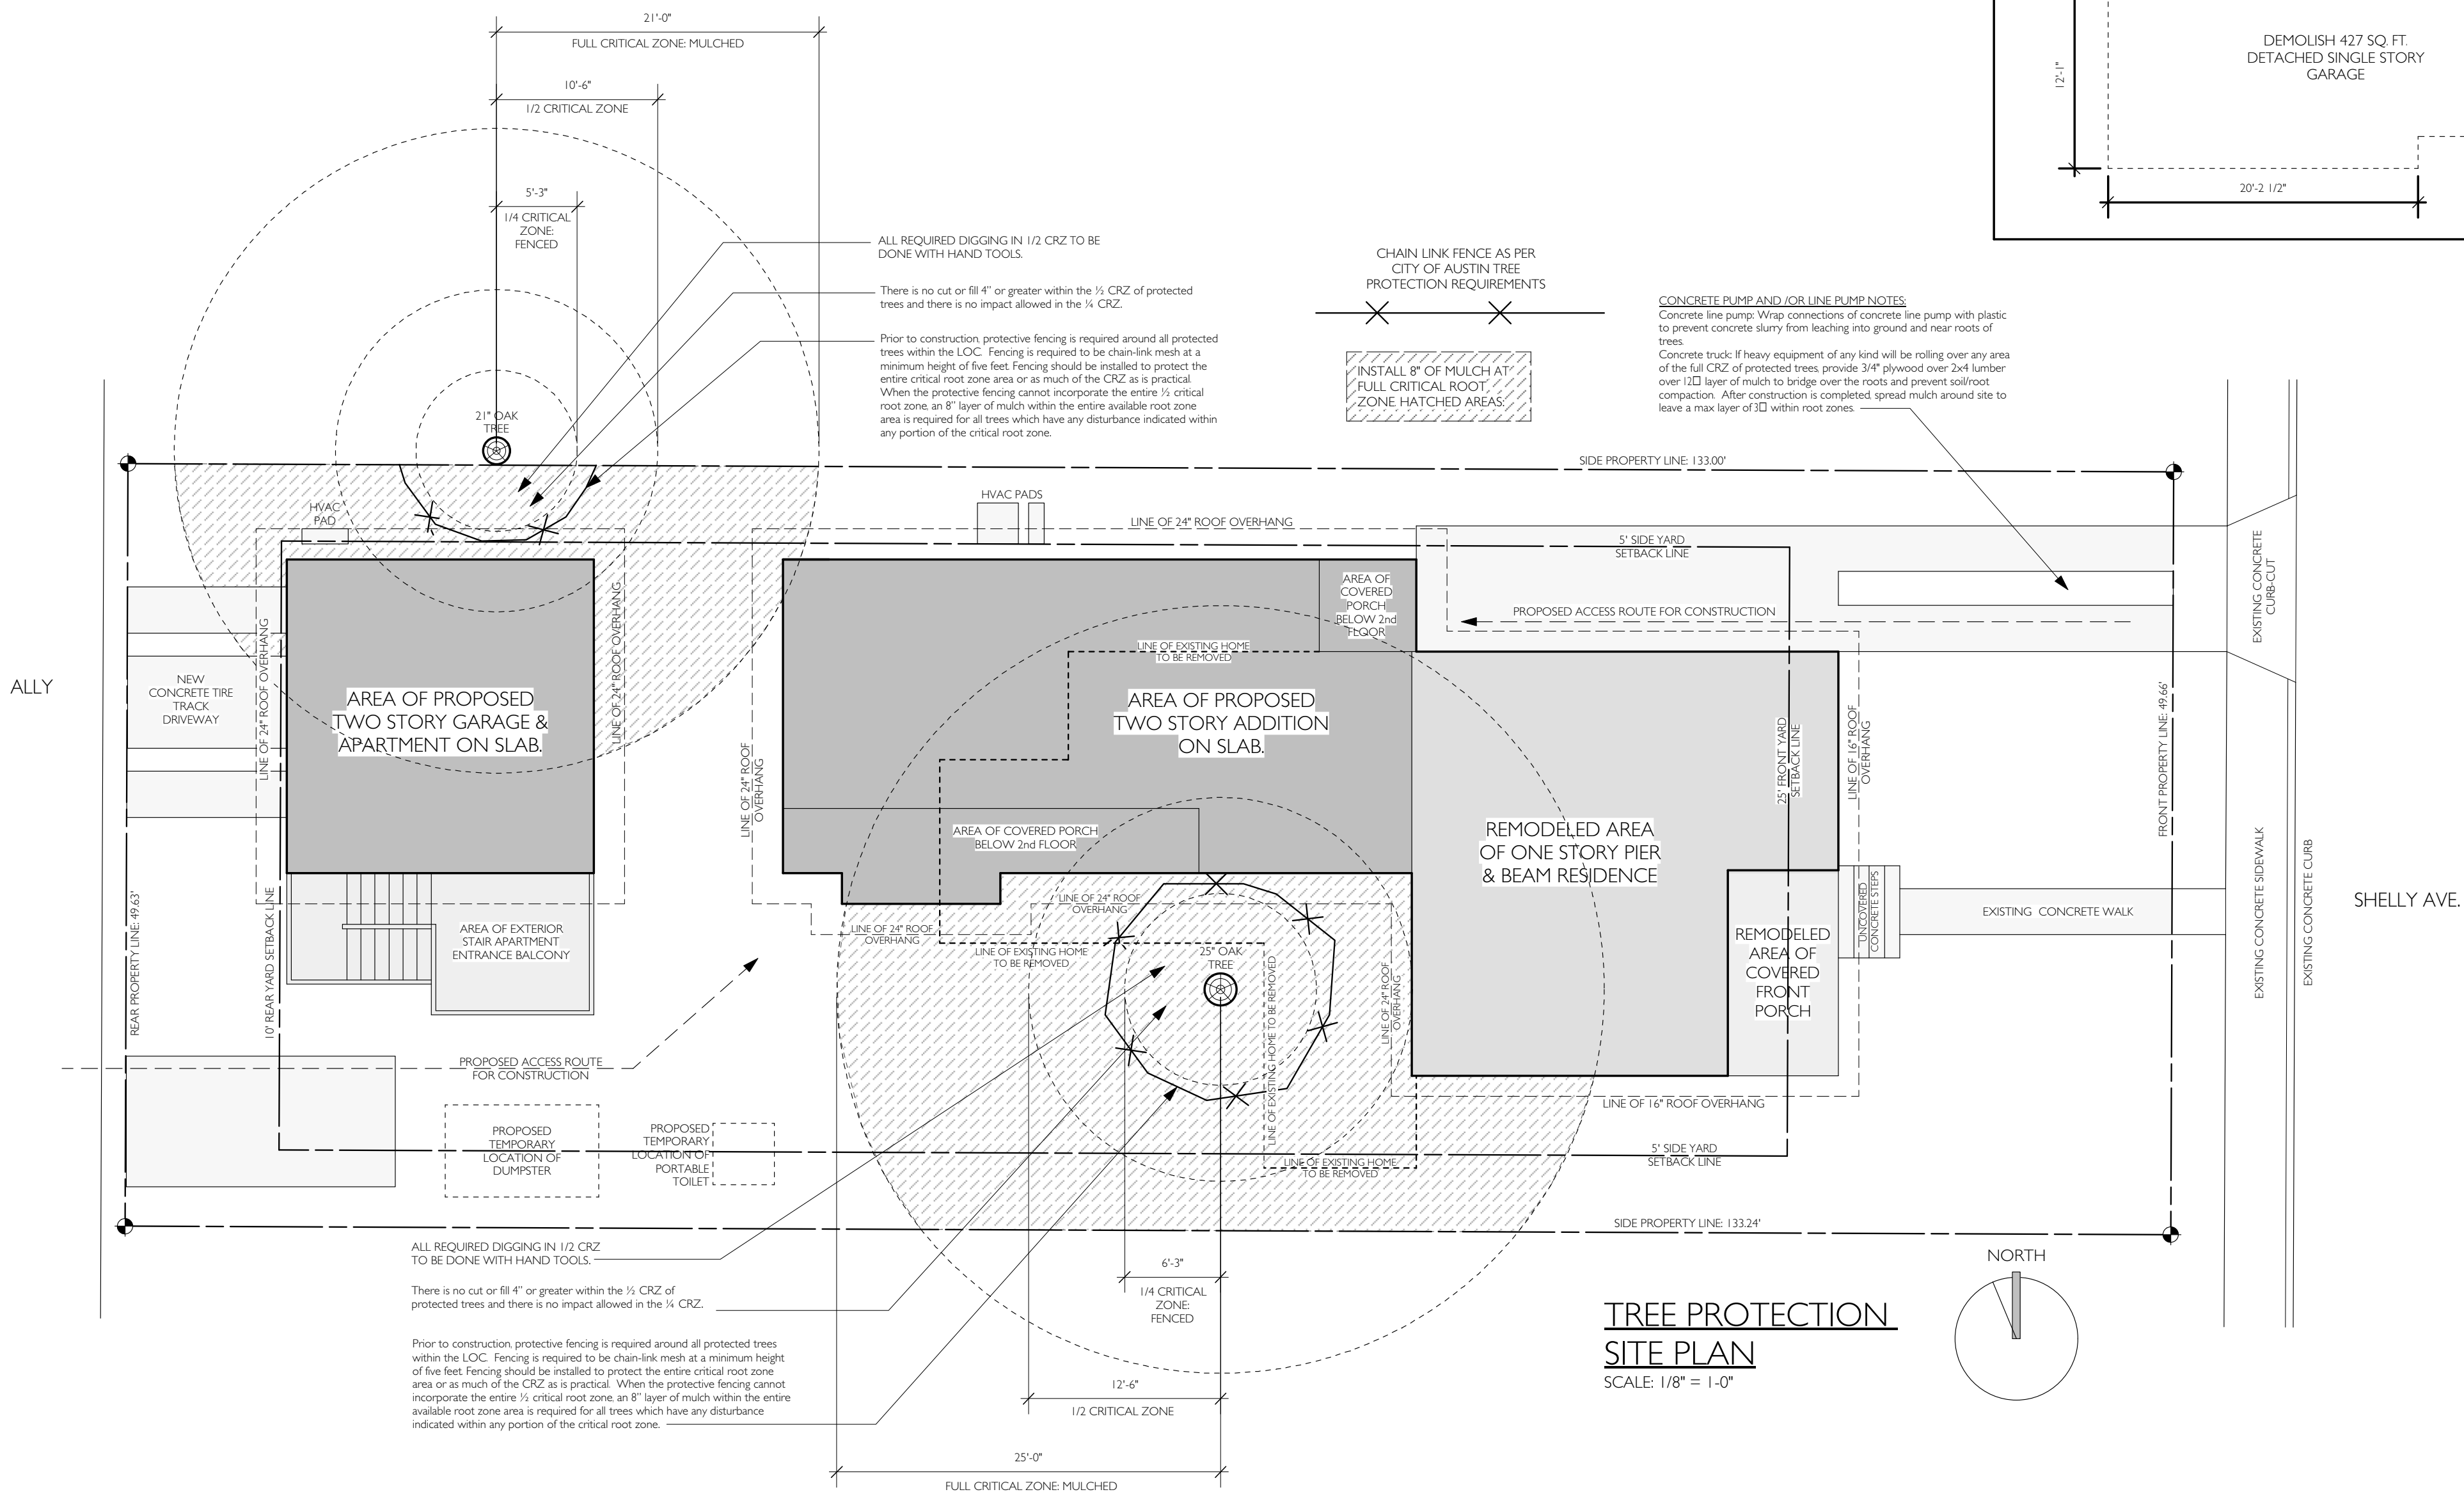 21'-0"
FULL CRITICAL ZONE: MULCHED
10'-6"
1/2 CRITICAL ZONE
5'-3"
1/4 CRITICAL
ZONE:
FENCED
21" OAK
TREE
ALL REQUIRED DIGGING IN 1/2 CRZ TO BE
DONE WITH HAND TOOLS.
There is no cut or fill 4" or greater within the ½ CRZ of protected
trees and there is no impact allowed in the ¼ CRZ.
Prior to construction, protective fencing is required around all protected
trees within the LOC. Fencing is required to be chain-link mesh at a
minimum height of five feet. Fencing should be installed to protect the
entire critical root zone area or as much of the CRZ as is practical.
When the protective fencing cannot incorporate the entire ½ critical
root zone, an 8" layer of mulch within the entire available root zone
area is required for all trees which have any disturbance indicated within
any portion of the critical root zone.
CHAIN LINK FENCE AS PER
CITY OF AUSTIN TREE
PROTECTION REQUIREMENTS
INSTALL 8" OF MULCH AT
FULL CRITICAL ROOT
ZONE. HATCHED AREAS:
CONCRETE PUMP AND /OR LINE PUMP NOTES:
Concrete line pump: Wrap connections of concrete line pump with plastic
to prevent concrete slurry from leaching into ground and near roots of
trees.
Concrete truck: If heavy equipment of any kind will be rolling over any area
of the full CRZ of protected trees, provide 3/4" plywood over 2x4 lumber
over 12□ layer of mulch to bridge over the roots and prevent soil/root
compaction. After construction is completed, spread mulch around site to
leave a max layer of 3□ within root zones.
DEMOLISH 427 SQ. FT.
DETACHED SINGLE STORY
GARAGE
12'-1"
20'-2 1/2"
SIDE PROPERTY LINE: 133.00'
HVAC
PAD
HVAC PADS
LINE OF 24" ROOF OVERHANG
5' SIDE YARD
SETBACK LINE
AREA OF
COVERED
PORCH
BELOW 2nd
FLOOR
PROPOSED ACCESS ROUTE FOR CONSTRUCTION
EXISTING CONCRETE
CURB-CUT
LINE OF EXISTING HOME
TO BE REMOVED
ALLY
NEW
CONCRETE TIRE
TRACK
DRIVEWAY
LINE OF 24" ROOF OVERHANG
AREA OF PROPOSED
TWO STORY GARAGE &
APARTMENT ON SLAB.
LINE OF 24" ROOF OVERHANG
LINE OF 24" ROOF
OVERHANG
AREA OF PROPOSED
TWO STORY ADDITION
ON SLAB.
25' FRONT YARD
SETBACK LINE
LINE OF 16" ROOF
OVERHANG
FRONT PROPERTY LINE: 49.66'
AREA OF COVERED PORCH
BELOW 2nd FLOOR
REMODELED AREA
OF ONE STORY PIER
& BEAM RESIDENCE
REAR PROPERTY LINE: 49.63'
10' REAR YARD SETBACK LINE
AREA OF EXTERIOR
STAIR APARTMENT
ENTRANCE BALCONY
LINE OF 24" ROOF
OVERHANG
LINE OF 24" ROOF
OVERHANG
LINE OF EXISTING HOME
TO BE REMOVED
25" OAK
TREE
LINE OF EXISTING HOME TO BE REMOVED
LINE OF 24" ROOF
OVERHANG
REMODELED
AREA OF
COVERED
FRONT
PORCH
UNCOVERED
CONCRETE STEPS
EXISTING CONCRETE WALK
EXISTING CONCRETE SIDEWALK
EXISTING CONCRETE CURB
SHELLY AVE.
PROPOSED ACCESS ROUTE
FOR CONSTRUCTION
PROPOSED
TEMPORARY
LOCATION OF
DUMPSTER
PROPOSED
TEMPORARY
LOCATION OF
PORTABLE
TOILET
LINE OF 16" ROOF OVERHANG
5' SIDE YARD
SETBACK LINE
LINE OF EXISTING HOME
TO BE REMOVED
SIDE PROPERTY LINE: 133.24'
ALL REQUIRED DIGGING IN 1/2 CRZ
TO BE DONE WITH HAND TOOLS.
There is no cut or fill 4" or greater within the ½ CRZ of
protected trees and there is no impact allowed in the ¼ CRZ.
Prior to construction, protective fencing is required around all protected trees
within the LOC. Fencing is required to be chain-link mesh at a minimum height
of five feet. Fencing should be installed to protect the entire critical root zone
area or as much of the CRZ as is practical. When the protective fencing cannot
incorporate the entire ½ critical root zone, an 8" layer of mulch within the entire
available root zone area is required for all trees which have any disturbance
indicated within any portion of the critical root zone.
6'-3"
1/4 CRITICAL
ZONE:
FENCED
12'-6"
1/2 CRITICAL ZONE
25'-0"
FULL CRITICAL ZONE: MULCHED
NORTH
TREE PROTECTION
SITE PLAN
SCALE: 1/8" = 1-0"